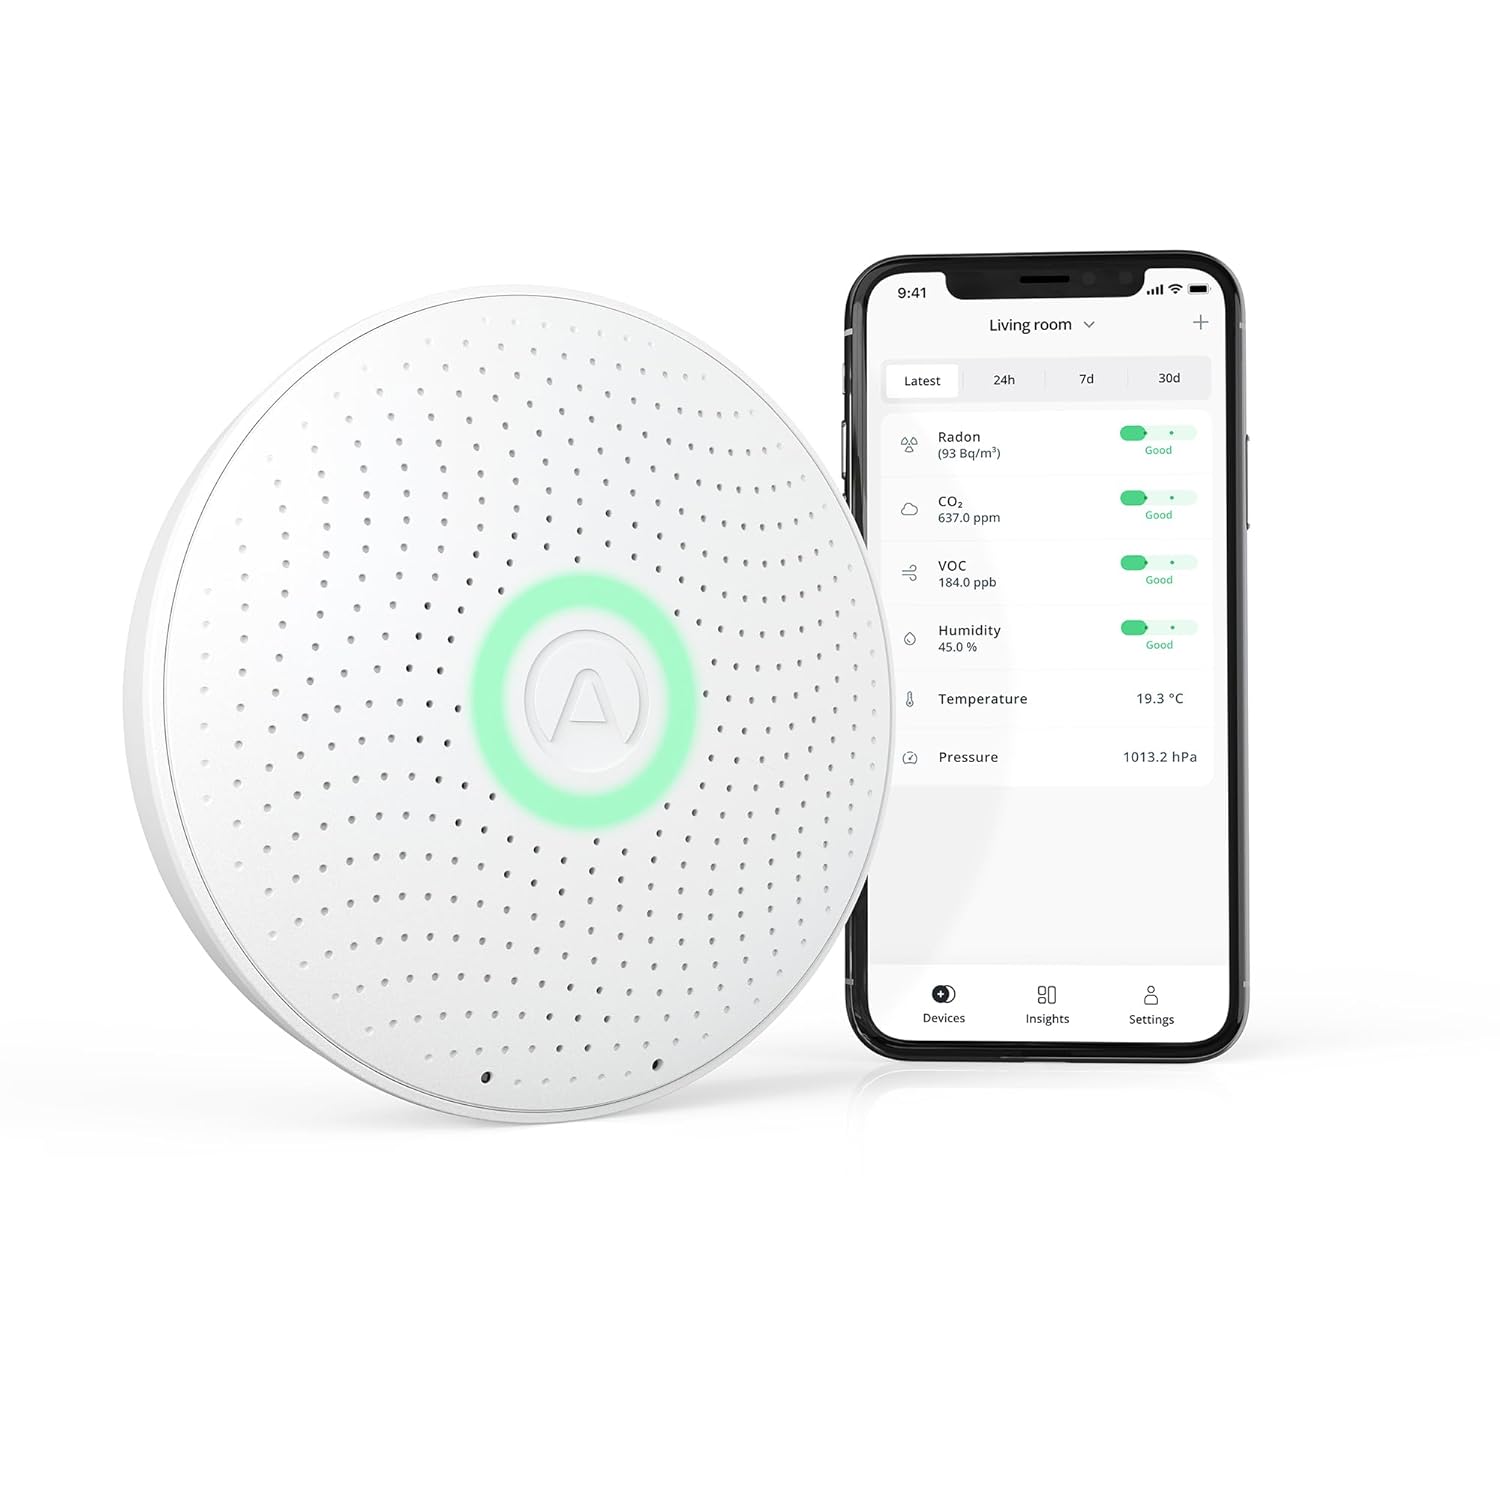 9:41
Living room
Latest 24h 7d 30d
Radon
(93 Bq/m³)
Good
CO₂
637.0 ppm
Good
VOC
184.0 ppb
Good
Humidity
45.0 %
Good
Temperature 19.3 °C
Pressure 1013.2 hPa
Devices Insights Settings